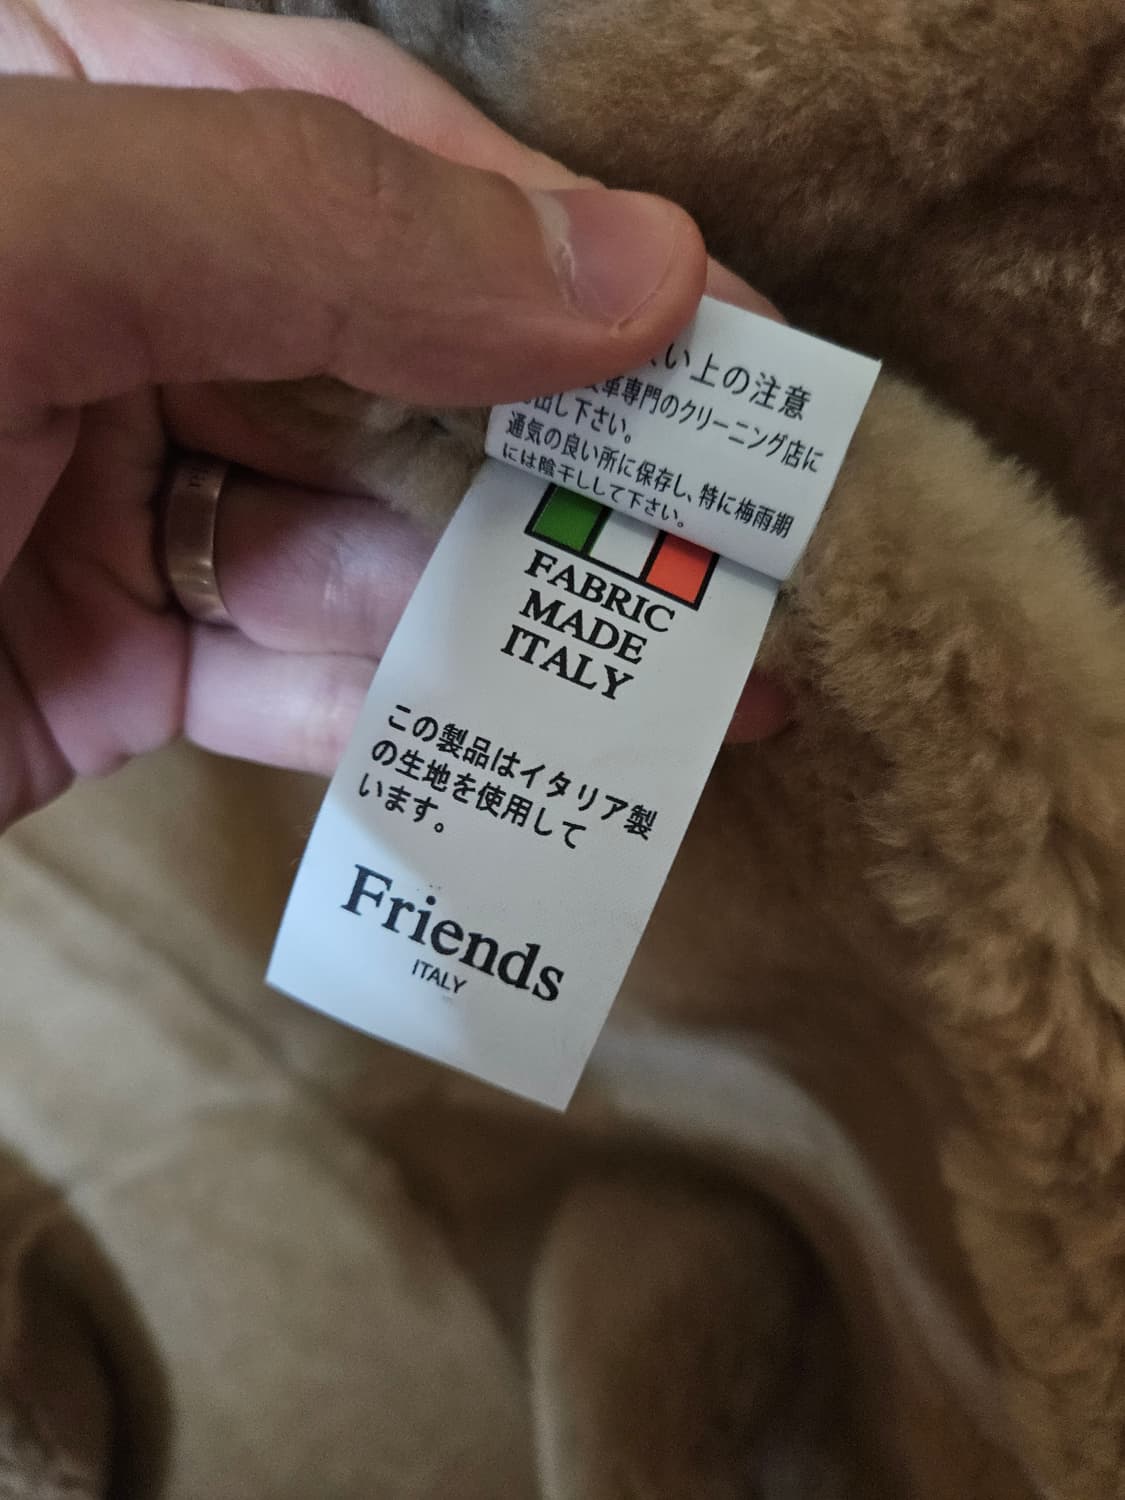 い上の注意
革専門のクリーニング店に
出し下さい。
通気の良い所に保存し、特に梅雨期
には陰干しして下さい。
FABRIC
MADE
ITALY
この製品はイタリア製
の生地を使用して
います。
Friends
ITALY